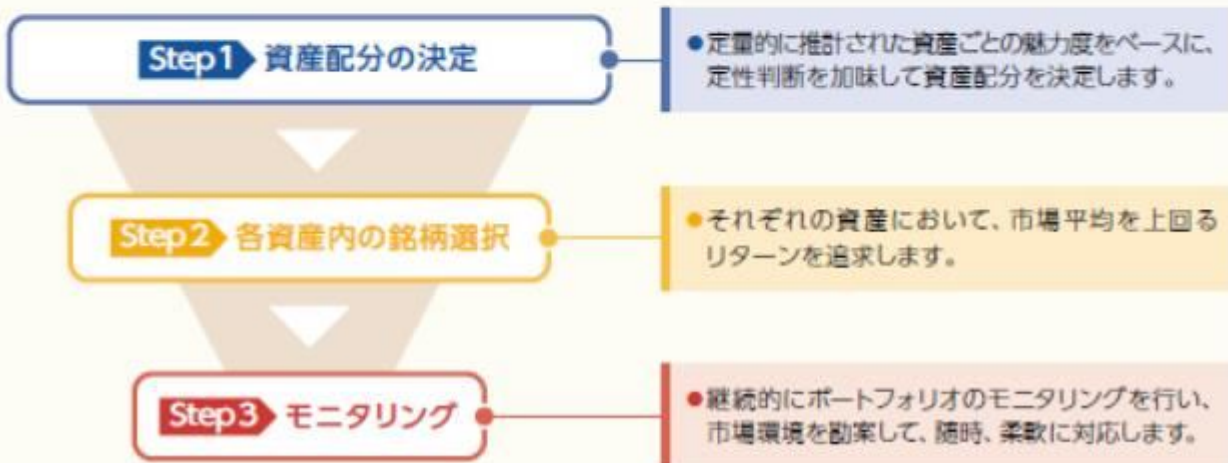 Step1 資産配分の決定
●定量的に推計された資産ごとの魅力度をベースに、
定性判断を加味して資産配分を決定します。
Step2 各資産内の銘柄選択
●それぞれの資産において、市場平均を上回る
リターンを追求します。
Step3 モニタリング
●継続的にポートフォリオのモニタリングを行い、
市場環境を勘案して、随時、柔軟に対応します。